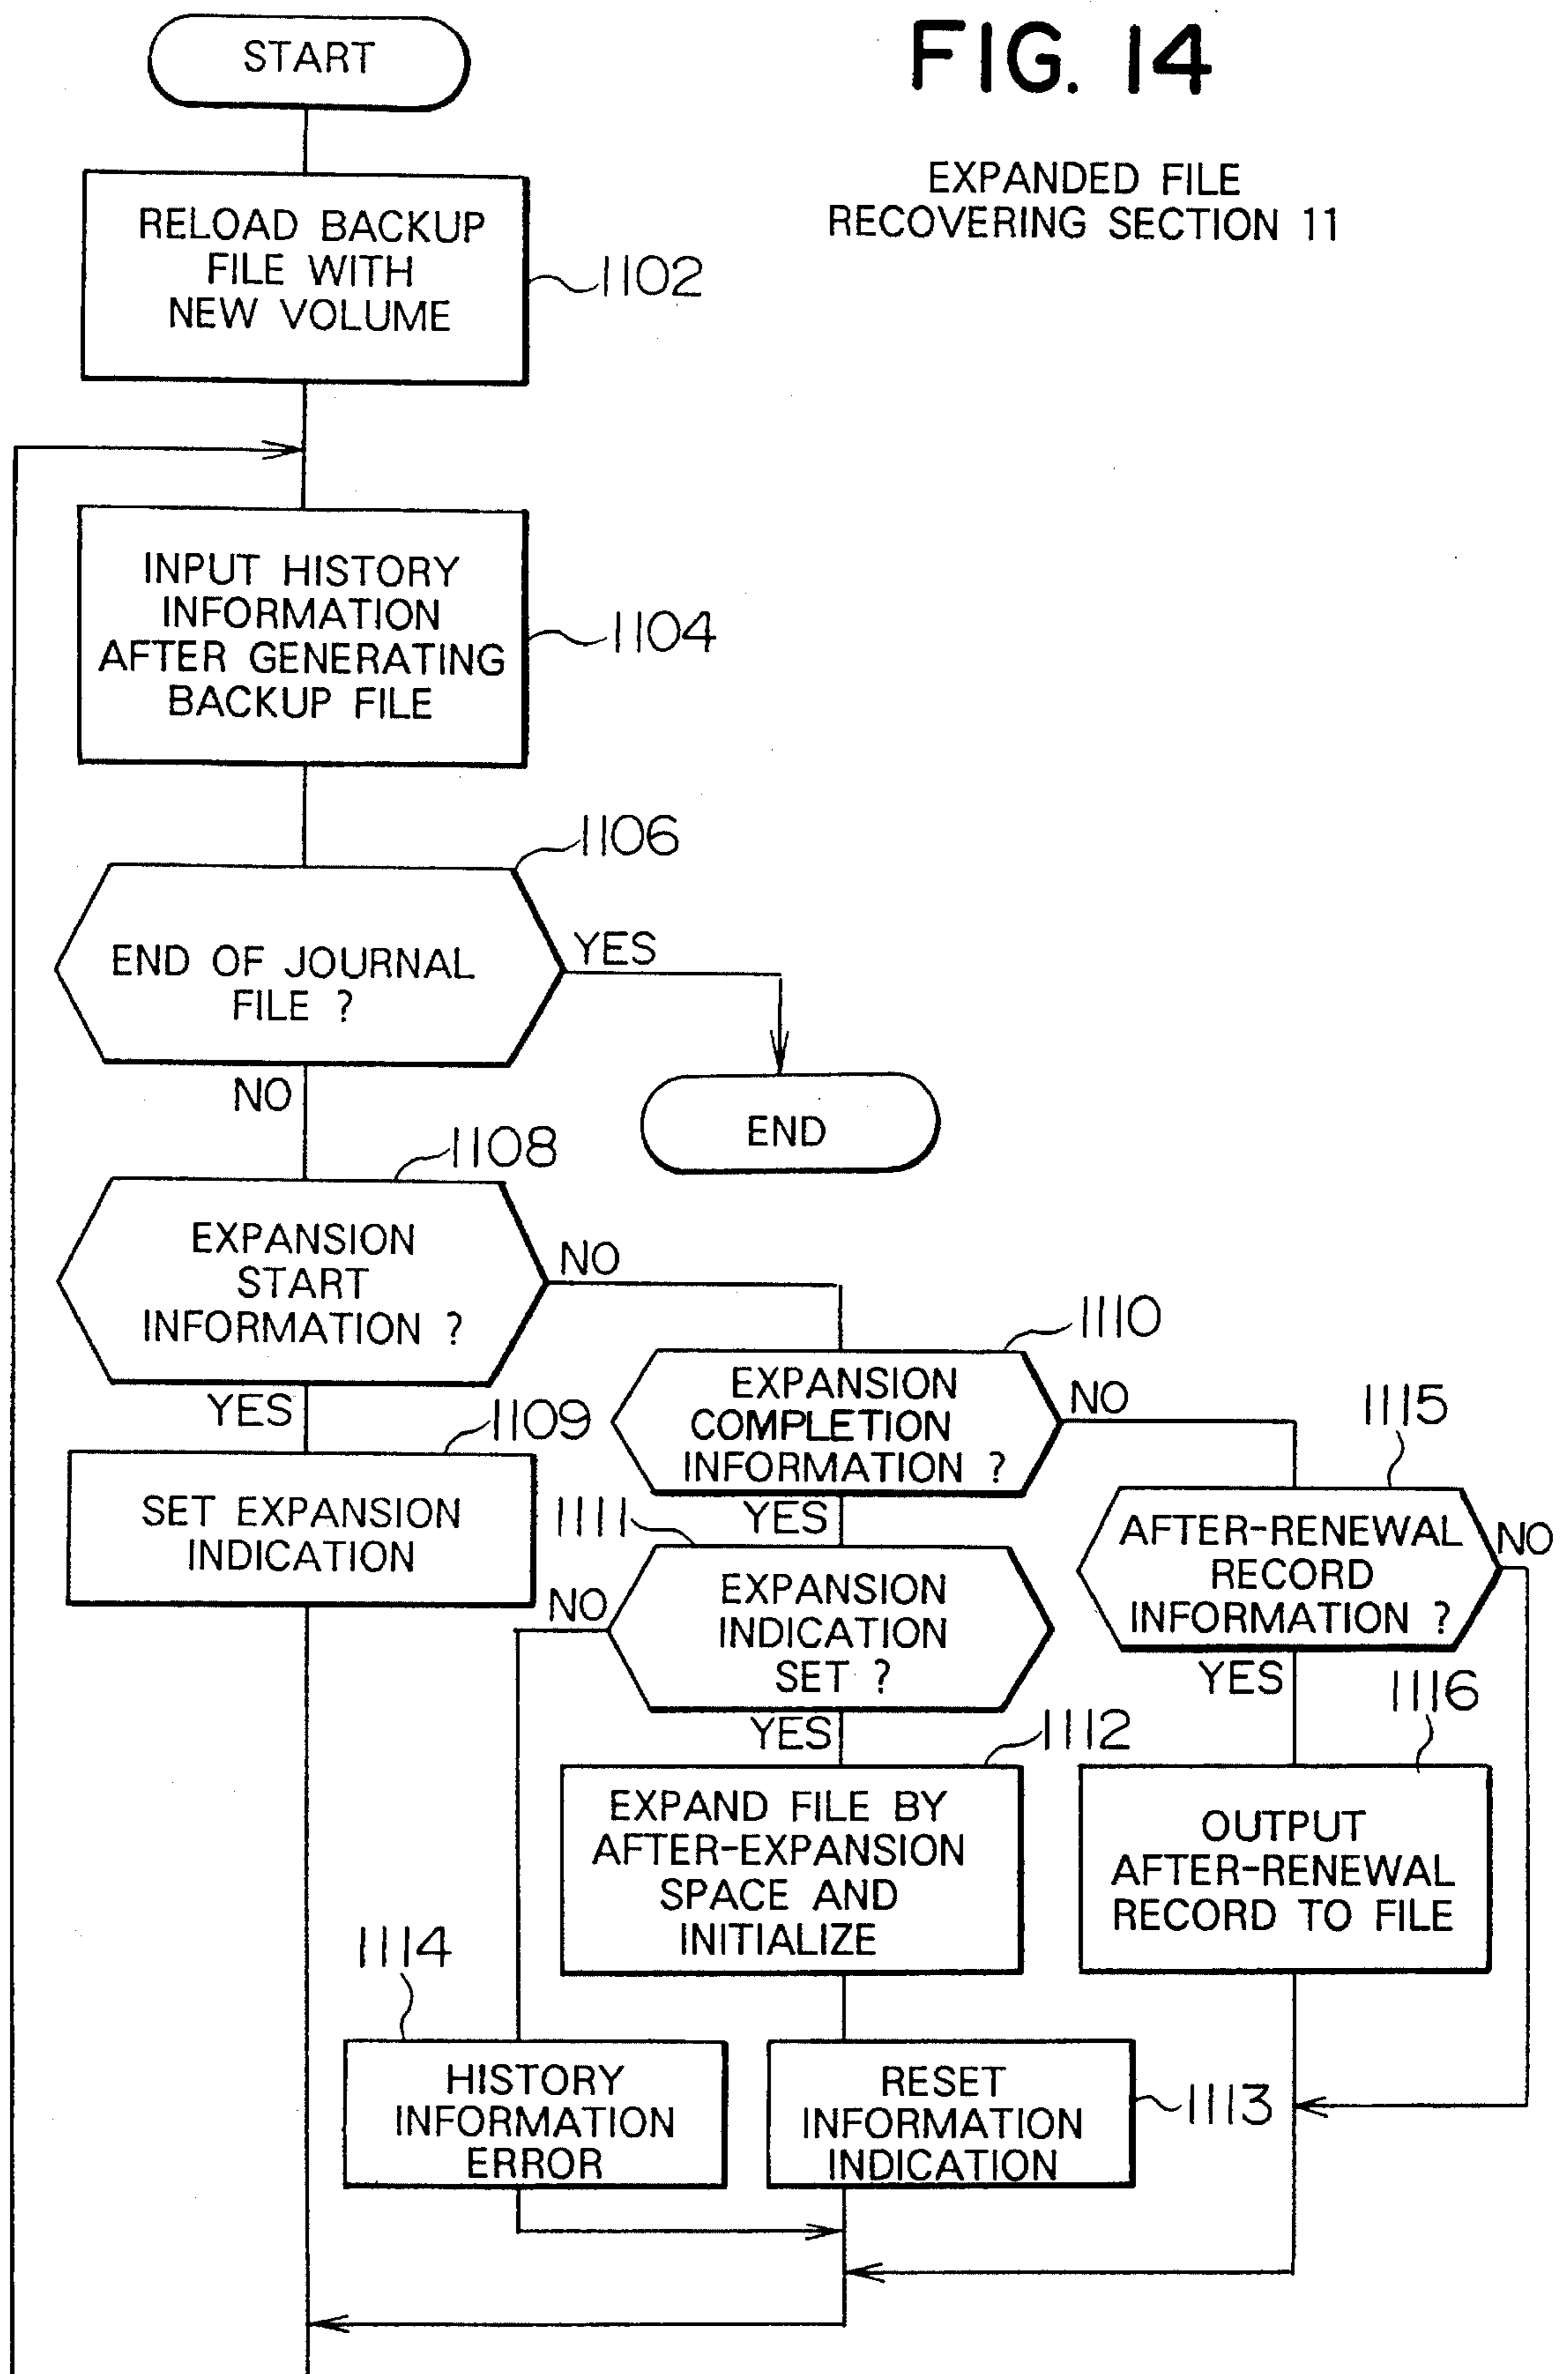 FIG. 14
EXPANDED FILE
RECOVERING SECTION 11
START
RELOAD BACKUP
FILE WITH
NEW VOLUME
1102
INPUT HISTORY
INFORMATION
AFTER GENERATING
BACKUP FILE
1104
1106
END OF JOURNAL
FILE ?
YES
NO
END
1108
EXPANSION
START
INFORMATION ?
NO
YES
1109
SET EXPANSION
INDICATION
1110
EXPANSION
COMPLETION
INFORMATION ?
NO
YES
1111
EXPANSION
INDICATION
SET ?
NO
YES
1115
AFTER-RENEWAL
RECORD
INFORMATION ?
NO
YES
1112
EXPAND FILE BY
AFTER-EXPANSION
SPACE AND
INITIALIZE
1116
OUTPUT
AFTER-RENEWAL
RECORD TO FILE
1114
HISTORY
INFORMATION
ERROR
RESET
INFORMATION
INDICATION
1113